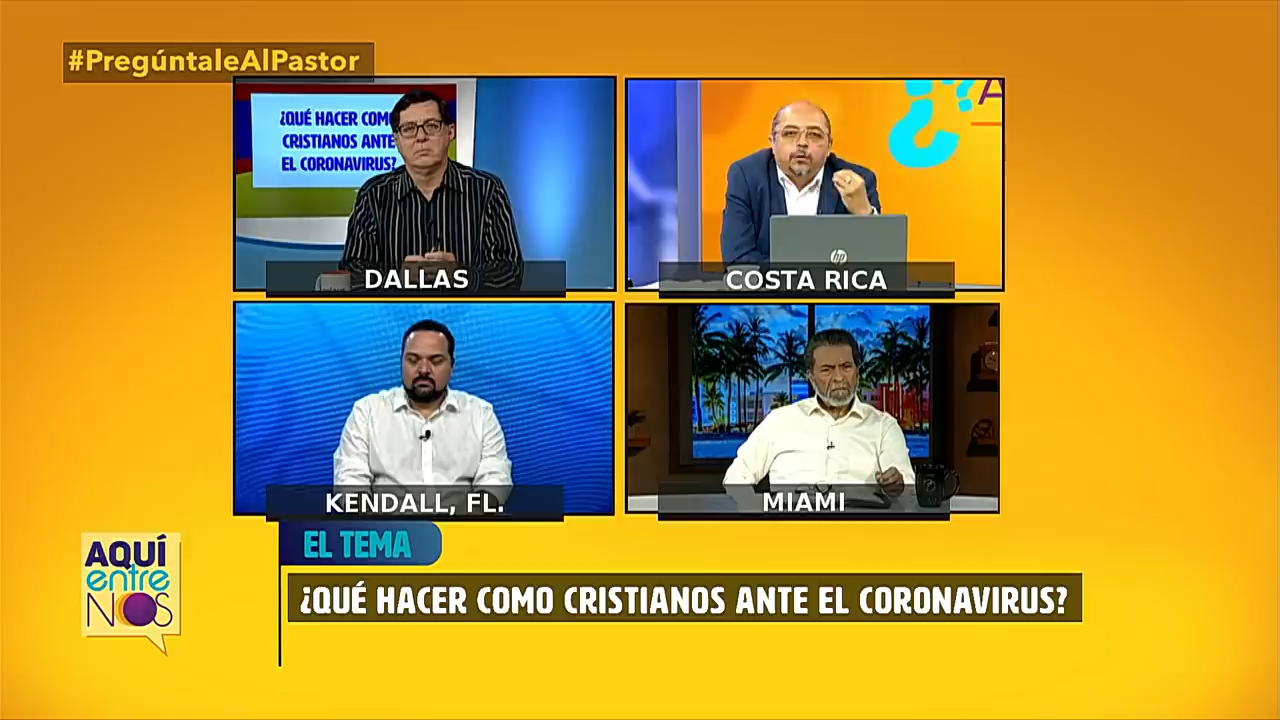 #PregúntaleAlPastor
¿QUÉ HACER COMO
CRISTIANOS ANTE
EL CORONAVIRUS?
DALLAS
A
hp
COSTA RICA
KENDALL, FL.
MIAMI
AQUÍ
entre
NOS
EL TEMA
¿QUÉ HACER COMO CRISTIANOS ANTE EL CORONAVIRUS?